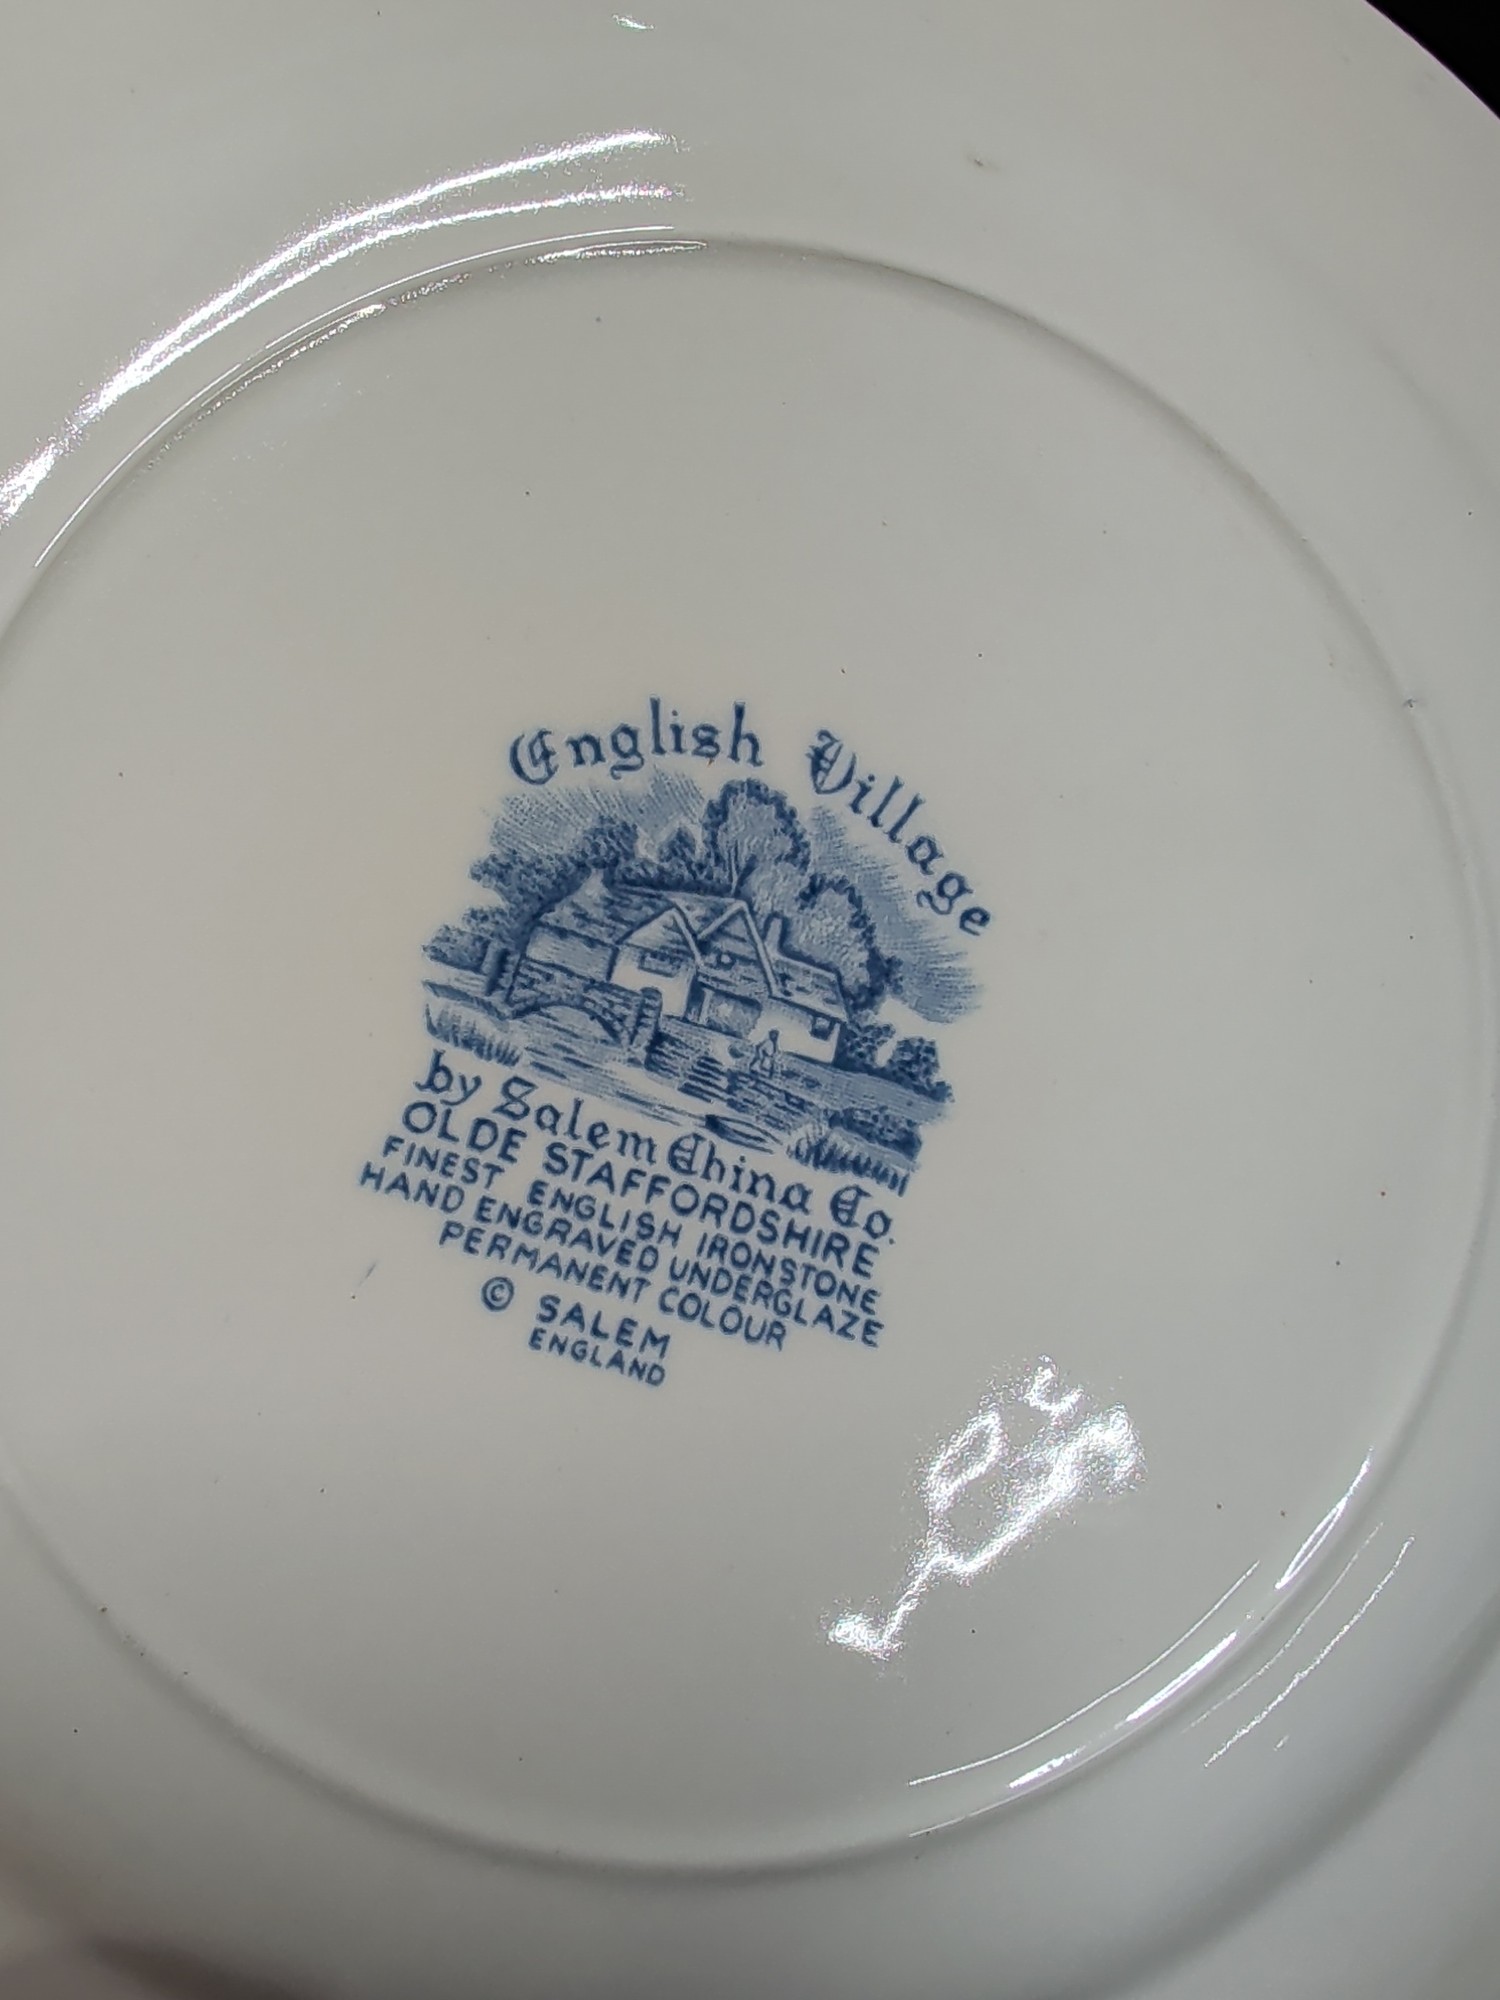 English Village
by Salem China Co.
OLDE STAFFORDSHIRE
FINEST ENGLISH IRONSTONE
HAND ENGRAVED UNDERGLAZE
PERMANENT COLOUR
© SALEM
ENGLAND